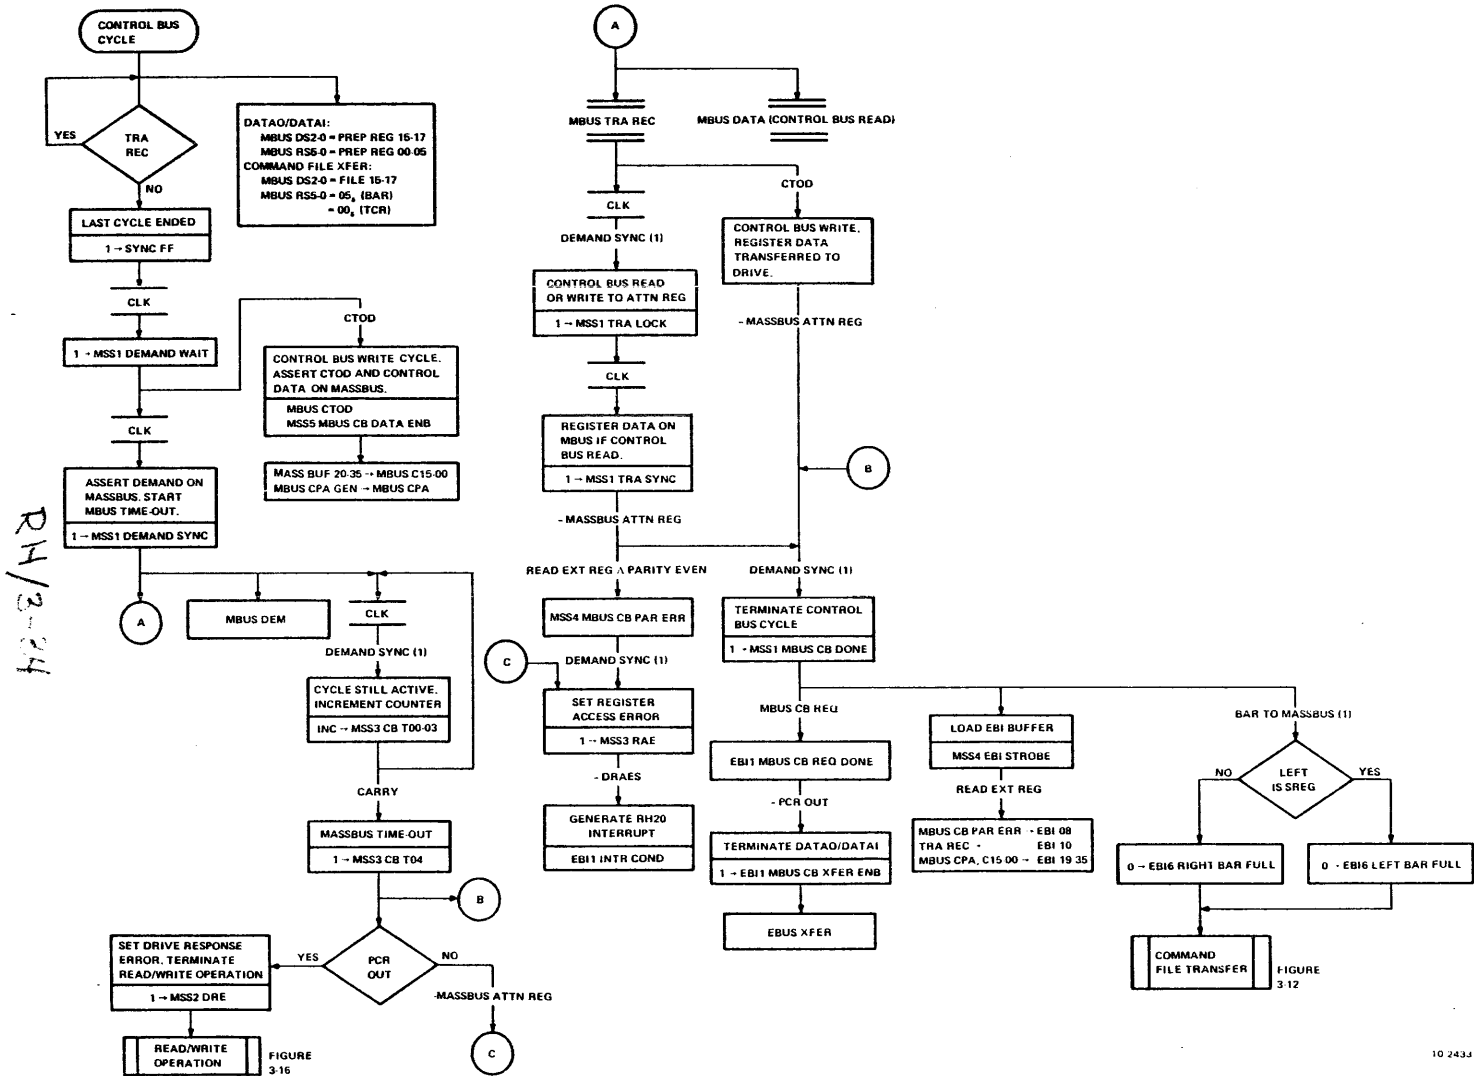 CONTROL BUS
CYCLE
YES
TRA
REC
NO
DATAO/DATAI:
MBUS DS2-0 = PREP REG 15-17
MBUS RS5-0 = PREP REG 00-05
COMMAND FILE XFER:
MBUS DS2-0 = FILE 15-17
MBUS RS5-0 = 05₈ (BAR)
= 00₈ (TCR)
LAST CYCLE ENDED
1 → SYNC FF
CLK
1 → MSS1 DEMAND WAIT
CTOD
CONTROL BUS WRITE CYCLE.
ASSERT CTOD AND CONTROL
DATA ON MASSBUS.
MBUS CTOD
MSS5 MBUS CB DATA ENB
MASS BUF 20-35 → MBUS C15-00
MBUS CPA GEN → MBUS CPA
CLK
ASSERT DEMAND ON
MASSBUS. START
MBUS TIME-OUT.
1 → MSS1 DEMAND SYNC
A
MBUS DEM
CLK
DEMAND SYNC (1)
CYCLE STILL ACTIVE.
INCREMENT COUNTER
INC → MSS3 CB T00-03
CARRY
MASSBUS TIME-OUT
1 → MSS3 CB T04
B
PCR
OUT
YES
NO
SET DRIVE RESPONSE
ERROR, TERMINATE
READ/WRITE OPERATION
1 → MSS2 DRE
READ/WRITE
OPERATION
FIGURE
3-16
-MASSBUS ATTN REG
C
A
MBUS TRA REC
MBUS DATA (CONTROL BUS READ)
CLK
CTOD
DEMAND SYNC (1)
CONTROL BUS WRITE,
REGISTER DATA
TRANSFERRED TO
DRIVE.
CONTROL BUS READ
OR WRITE TO ATTN REG
1 → MSS1 TRA LOCK
- MASSBUS ATTN REG
CLK
REGISTER DATA ON
MBUS IF CONTROL
BUS READ.
1 → MSS1 TRA SYNC
B
- MASSBUS ATTN REG
READ EXT REG ∧ PARITY EVEN
DEMAND SYNC (1)
MSS4 MBUS CB PAR ERR
TERMINATE CONTROL
BUS CYCLE
1 → MSS1 MBUS CB DONE
C
DEMAND SYNC (1)
SET REGISTER
ACCESS ERROR
1 → MSS3 RAE
- DRAES
GENERATE RH20
INTERRUPT
EBI1 INTR COND
MBUS CB REQ
EBI1 MBUS CB REQ DONE
- PCR OUT
TERMINATE DATAO/DATAI
1 → EBI1 MBUS CB XFER ENB
EBUS XFER
LOAD EBI BUFFER
MSS4 EBI STROBE
READ EXT REG
MBUS CB PAR ERR → EBI 08
TRA REC - EBI 10
MBUS CPA, C15 00 → EBI 19 35
BAR TO MASSBUS (1)
NO
LEFT
IS SREG
YES
0 → EBI6 RIGHT BAR FULL
0 - EBI6 LEFT BAR FULL
COMMAND
FILE TRANSFER
FIGURE
3-12
10 2433